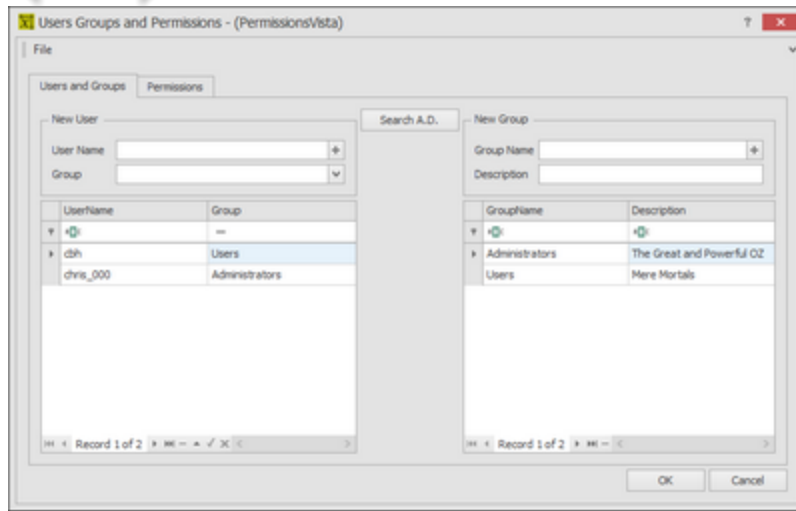 Users Groups and Permissions - (PermissionsVista)
File
Users and Groups Permissions
New User
User Name
Group
Search A.D.
New Group
Group Name
Description
UserName Group
cbh Users
chris_000 Administrators
Record 1 of 2
GroupName Description
Administrators The Great and Powerful OZ
Users Mere Mortals
Record 1 of 2
OK Cancel